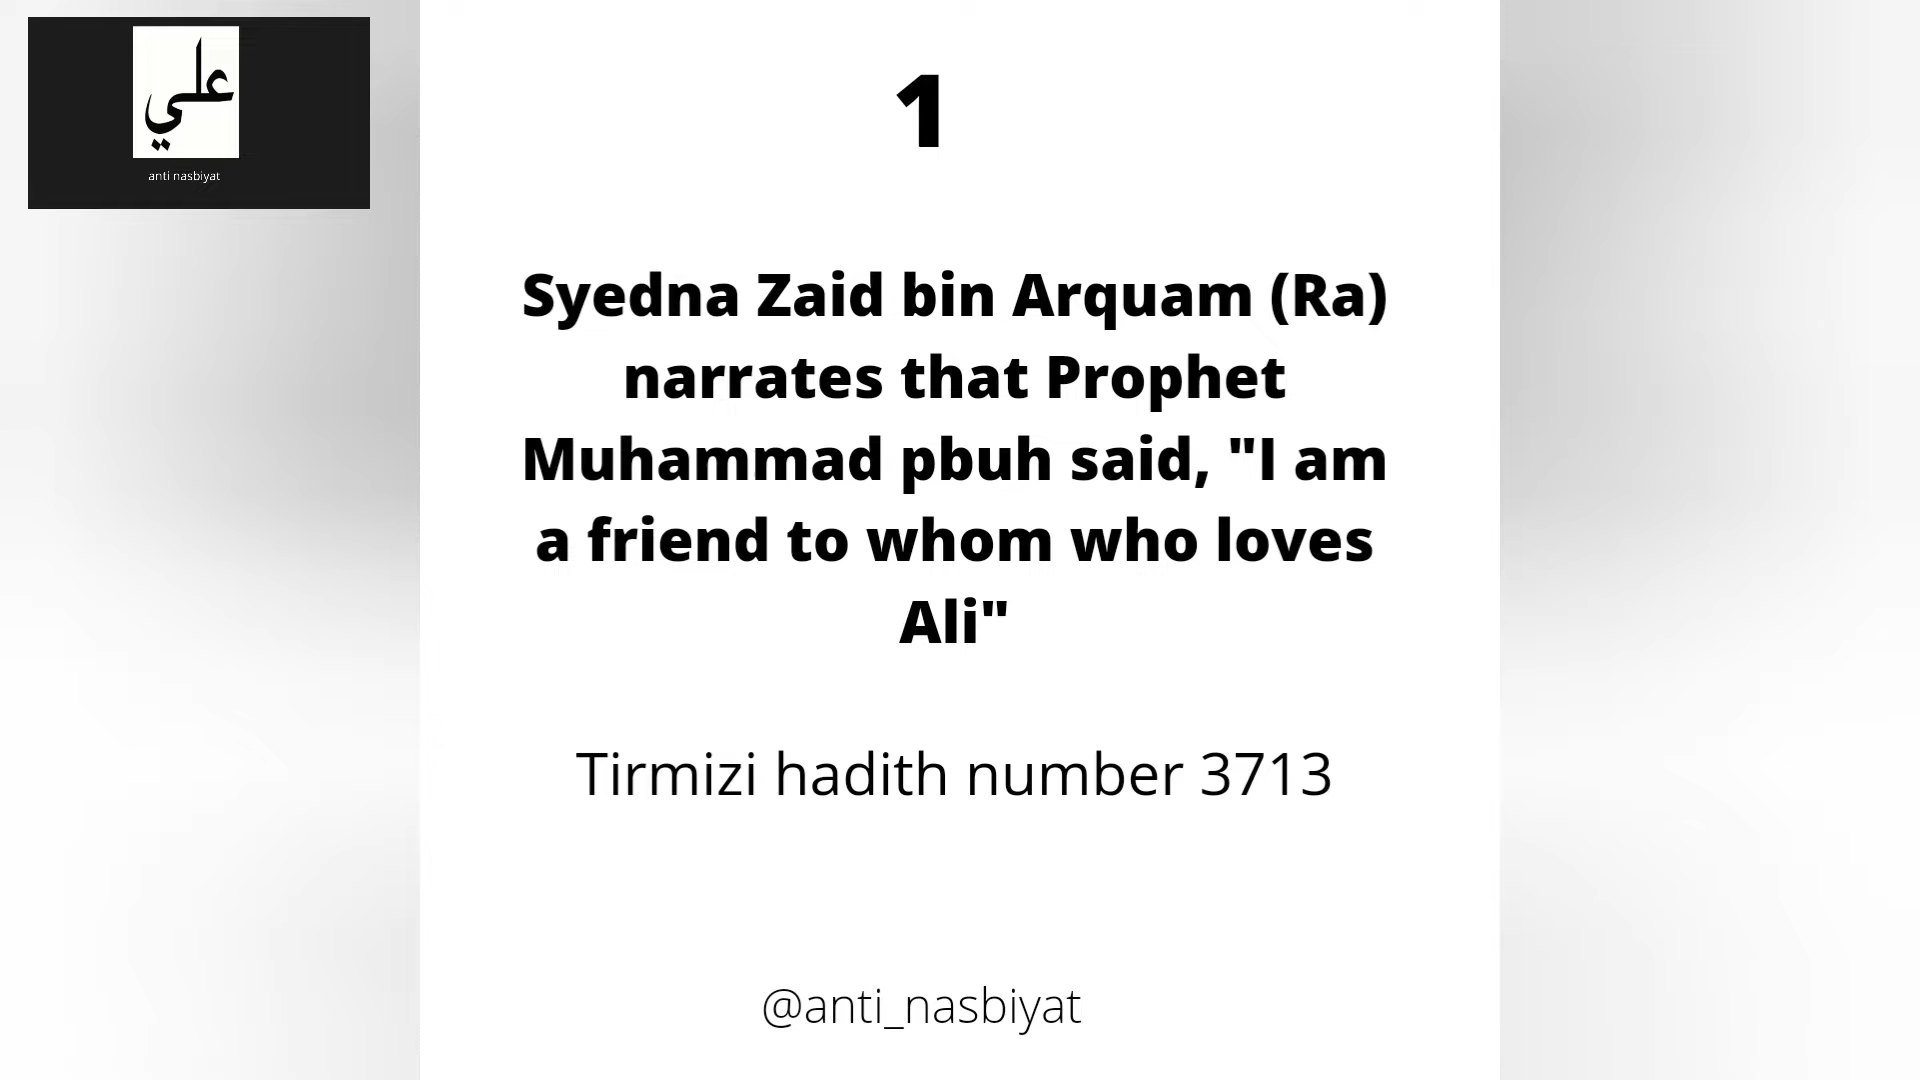 علي
anti nasbiyat
1
Syedna Zaid bin Arquam (Ra)
narrates that Prophet
Muhammad pbuh said, "I am
a friend to whom who loves
Ali"
Tirmizi hadith number 3713
@anti_nasbiyat